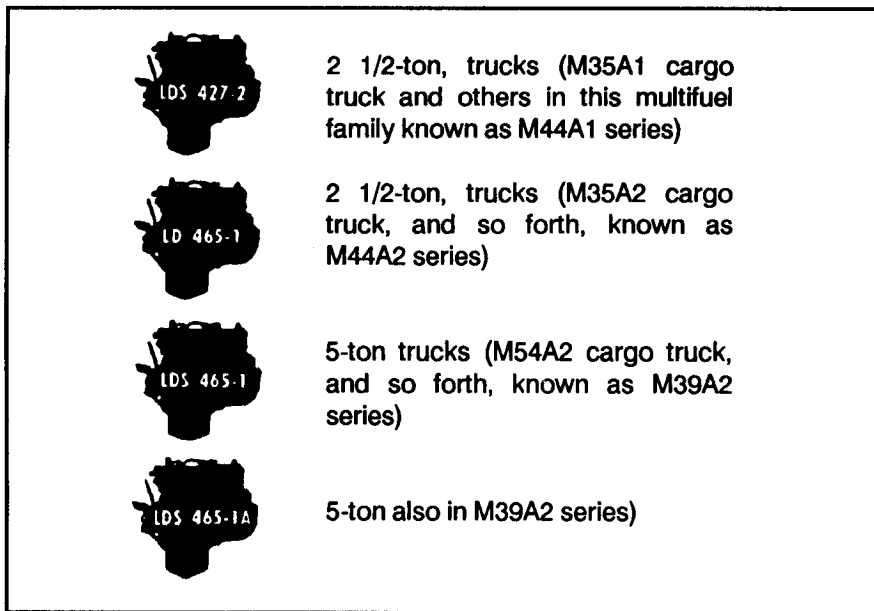 LDS 427-2
2 1/2-ton, trucks (M35A1 cargo
truck and others in this multifuel
family known as M44A1 series)
LD 465-1
2 1/2-ton, trucks (M35A2 cargo
truck, and so forth, known as
M44A2 series)
LDS 465-1
5-ton trucks (M54A2 cargo truck,
and so forth, known as M39A2
series)
LDS 465-1A
5-ton also in M39A2 series)